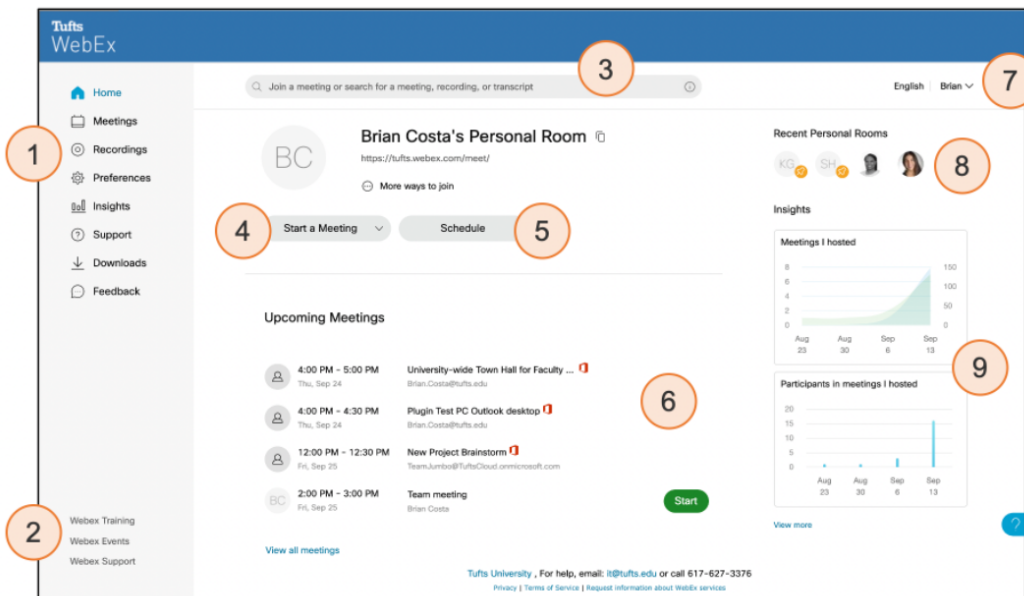 Tufts
WebEx
3
Join a meeting or search for a meeting, recording, or transcript
English
Brian
7
1
Home
Meetings
Recordings
Preferences
Insights
Support
Downloads
Feedback
BC
Brian Costa's Personal Room
https://tufts.webex.com/meet/
More ways to join
4
Start a Meeting
Schedule
5
Recent Personal Rooms
KG
SH
8
Insights
Meetings I hosted
8
6
4
2
0
150
100
50
0
Aug 23
Aug 30
Sep 6
Sep 13
9
Participants in meetings I hosted
20
15
10
5
0
Aug 23
Aug 30
Sep 6
Sep 13
View more
?
Upcoming Meetings
6
4:00 PM - 5:00 PM University-wide Town Hall for Faculty ...
Thu, Sep 24 Brian.Costa@tufts.edu
4:00 PM - 4:30 PM Plugin Test PC Outlook desktop
Thu, Sep 24 Brian.Costa@tufts.edu
12:00 PM - 12:30 PM New Project Brainstorm
Fri, Sep 25 TeamJumbo@TuftsCloud.onmicrosoft.com
BC 2:00 PM - 3:00 PM Team meeting Start
Fri, Sep 25 Brian Costa
View all meetings
2
Webex Training
Webex Events
Webex Support
Tufts University , For help, email: it@tufts.edu or call 617-627-3376
Privacy | Terms of Service | Request information about WebEx services